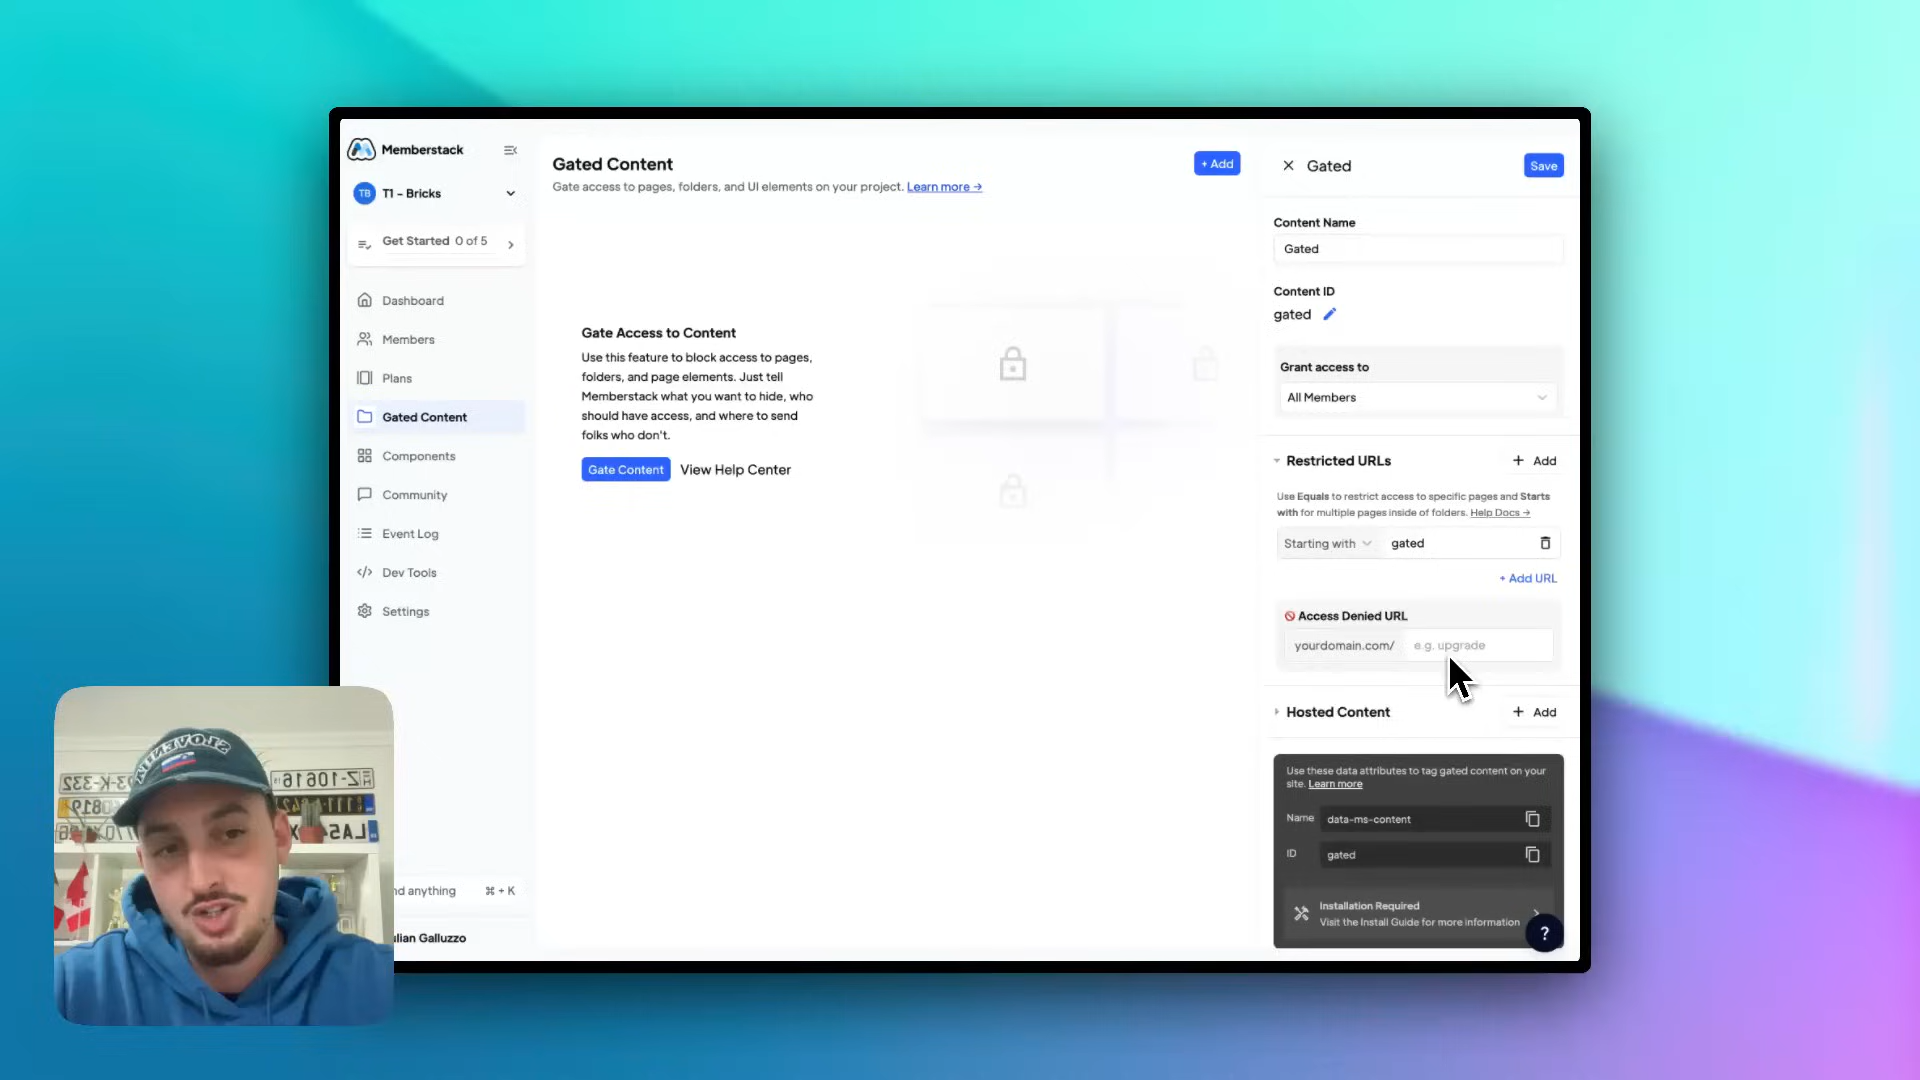 Memberstack
TB T1 - Bricks
Get Started 0 of 5
Dashboard
Members
Plans
Gated Content
Components
Community
Event Log
Dev Tools
Settings
nd anything ⌘ + K
ulian Galluzzo
Gated Content
Gate access to pages, folders, and UI elements on your project. Learn more →
+ Add
Gate Access to Content
Use this feature to block access to pages,
folders, and page elements. Just tell
Memberstack what you want to hide, who
should have access, and where to send
folks who don't.
Gate Content View Help Center
Gated
Save
Content Name
Gated
Content ID
gated
Grant access to
All Members
Restricted URLs
+ Add
Use Equals to restrict access to specific pages and Starts
with for multiple pages inside of folders. Help Docs →
Starting with gated
+ Add URL
Access Denied URL
yourdomain.com/ e.g. upgrade
Hosted Content
+ Add
Use these data attributes to tag gated content on your
site. Learn more
Name data-ms-content
ID gated
Installation Required
Visit the Install Guide for more information
?
Z-10616